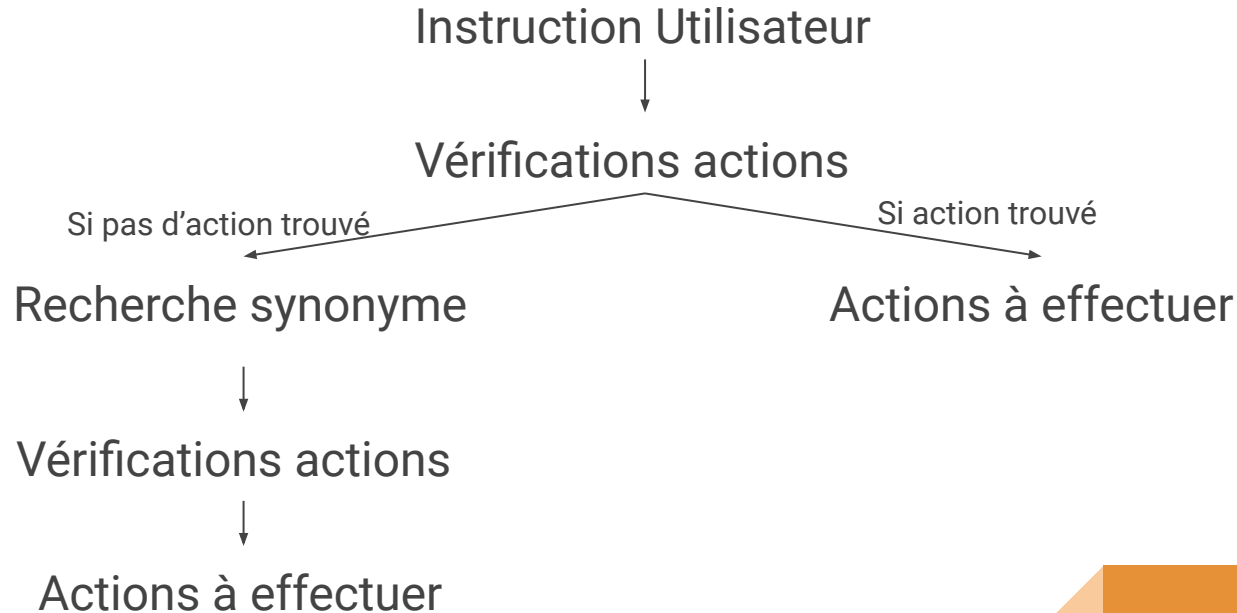 Instruction Utilisateur
Vérifications actions
Si pas d’action trouvé
Si action trouvé
Recherche synonyme
Actions à effectuer
Vérifications actions
Actions à effectuer